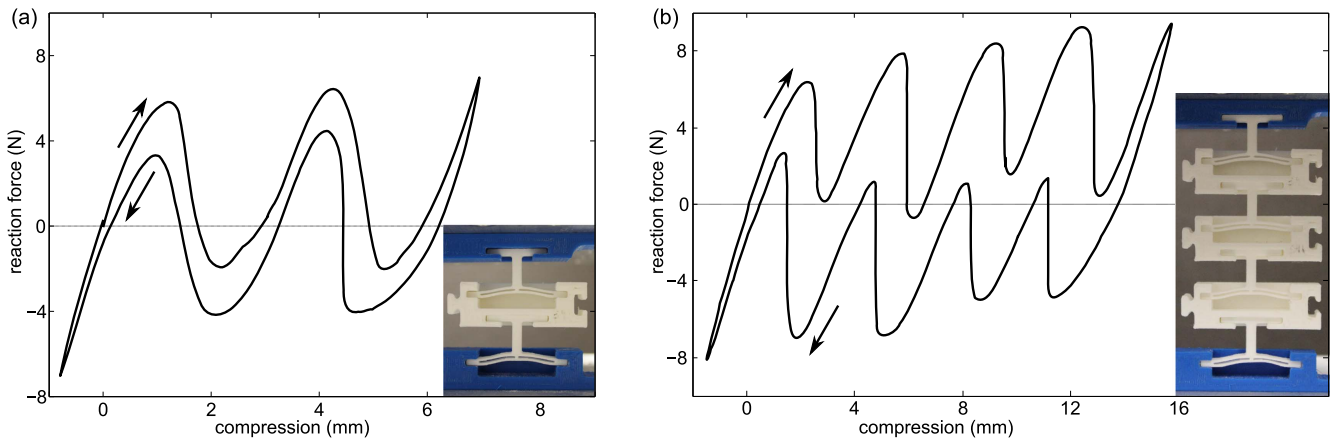 (a)
8
4
0
−4
−8
reaction force (N)
0 2 4 6 8
compression (mm)
(b)
8
4
0
−4
−8
reaction force (N)
0 4 8 12 16
compression (mm)